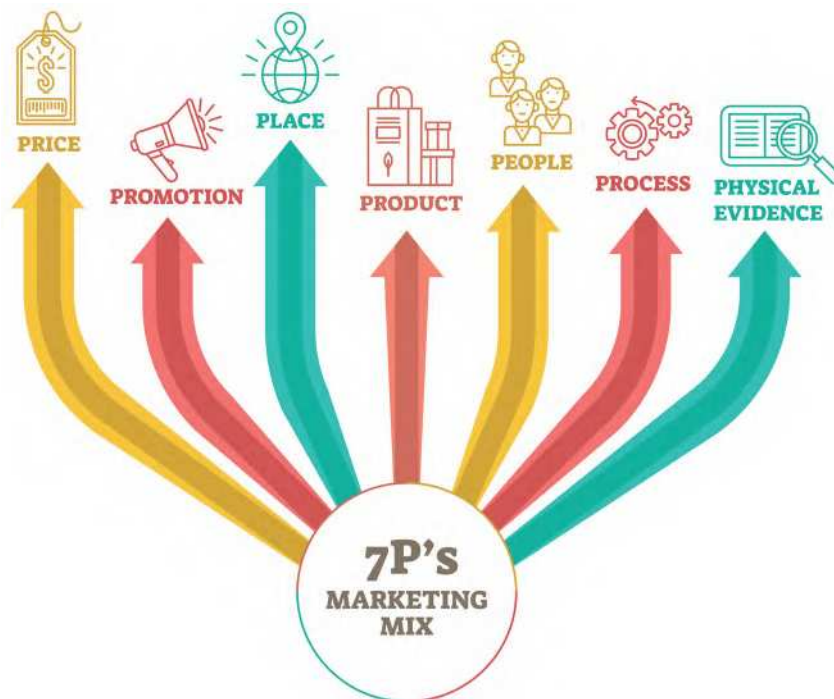 PRICE
PROMOTION
PLACE
PRODUCT
PEOPLE
PROCESS
PHYSICAL
EVIDENCE
7P's
MARKETING
MIX